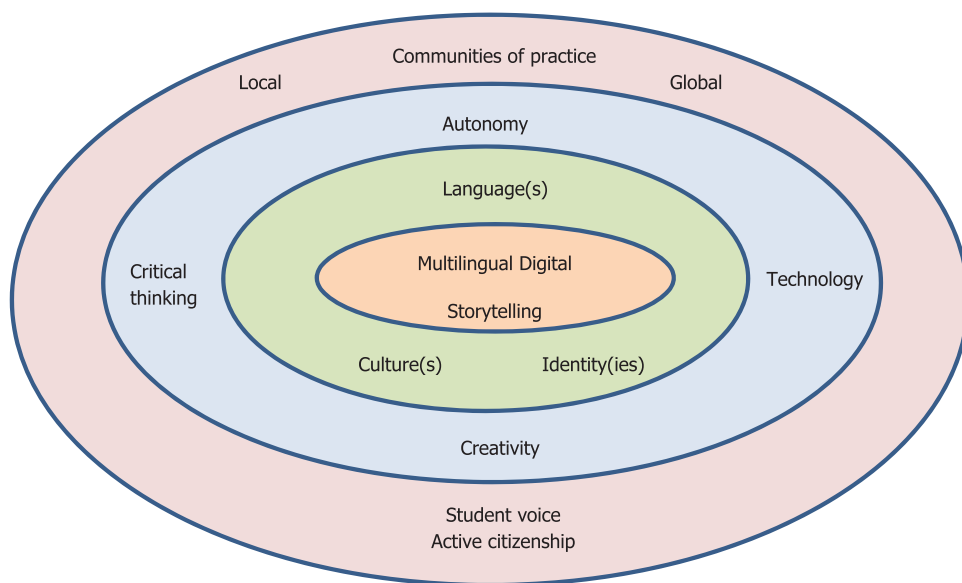 Communities of practice
Local
Global
Autonomy
Language(s)
Multilingual Digital
Storytelling
Critical
thinking
Technology
Culture(s)
Identity(ies)
Creativity
Student voice
Active citizenship